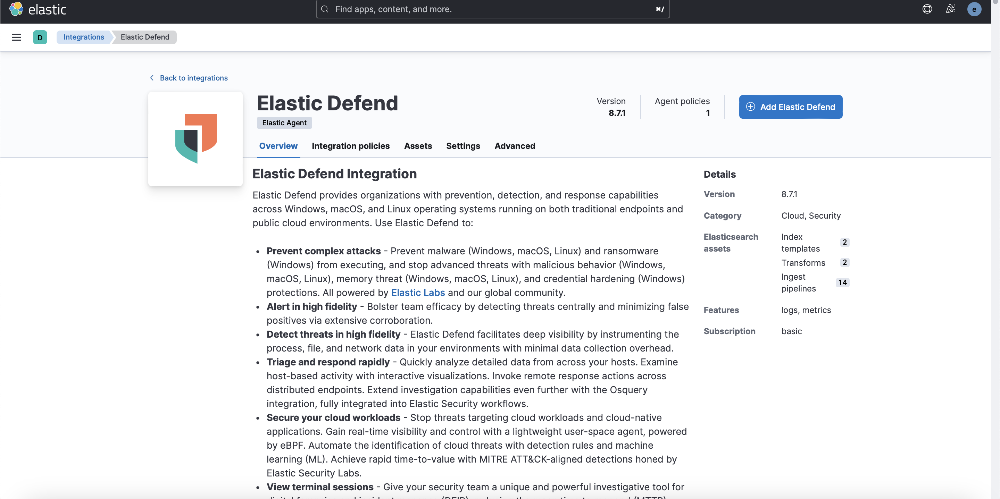 elastic
Find apps, content, and more.
⌘/
e
D
Integrations
Elastic Defend
Back to integrations
Elastic Defend
Elastic Agent
Version
8.7.1
Agent policies
1
Add Elastic Defend
Overview
Integration policies
Assets
Settings
Advanced
Elastic Defend Integration
Elastic Defend provides organizations with prevention, detection, and response capabilities
across Windows, macOS, and Linux operating systems running on both traditional endpoints and
public cloud environments. Use Elastic Defend to:
• Prevent complex attacks - Prevent malware (Windows, macOS, Linux) and ransomware
(Windows) from executing, and stop advanced threats with malicious behavior (Windows,
macOS, Linux), memory threat (Windows, macOS, Linux), and credential hardening (Windows)
protections. All powered by Elastic Labs and our global community.
• Alert in high fidelity - Bolster team efficacy by detecting threats centrally and minimizing false
positives via extensive corroboration.
• Detect threats in high fidelity - Elastic Defend facilitates deep visibility by instrumenting the
process, file, and network data in your environments with minimal data collection overhead.
• Triage and respond rapidly - Quickly analyze detailed data from across your hosts. Examine
host-based activity with interactive visualizations. Invoke remote response actions across
distributed endpoints. Extend investigation capabilities even further with the Osquery
integration, fully integrated into Elastic Security workflows.
• Secure your cloud workloads - Stop threats targeting cloud workloads and cloud-native
applications. Gain real-time visibility and control with a lightweight user-space agent, powered
by eBPF. Automate the identification of cloud threats with detection rules and machine
learning (ML). Achieve rapid time-to-value with MITRE ATT&CK-aligned detections honed by
Elastic Security Labs.
• View terminal sessions - Give your security team a unique and powerful investigative tool for
Details
Version 8.7.1
Category Cloud, Security
Elasticsearch assets
Index templates 2
Transforms 2
Ingest pipelines 14
Features logs, metrics
Subscription basic